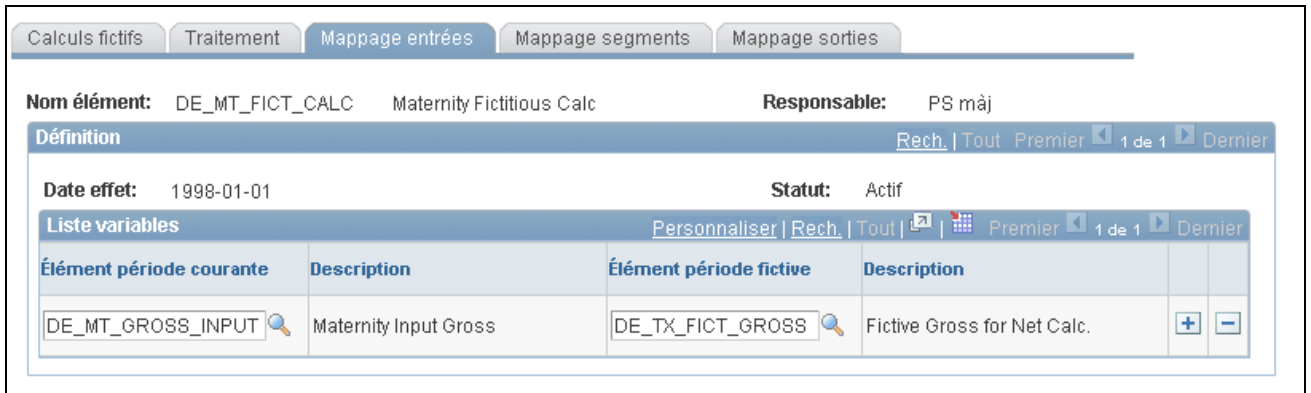 Calculs fictifs Traitement Mappage entrées Mappage segments Mappage sorties
Nom élément: DE_MT_FICT_CALC Maternity Fictitious Calc Responsable: PS màj
Définition Rech. | Tout Premier 1 de 1 Dernier
Date effet: 1998-01-01 Statut: Actif
Liste variables Personnaliser | Rech. | Tout | | Premier 1 de 1 Dernier
Élément période courante Description Élément période fictive Description
DE_MT_GROSS_INPUT Maternity Input Gross DE_TX_FICT_GROSS Fictive Gross for Net Calc. + −